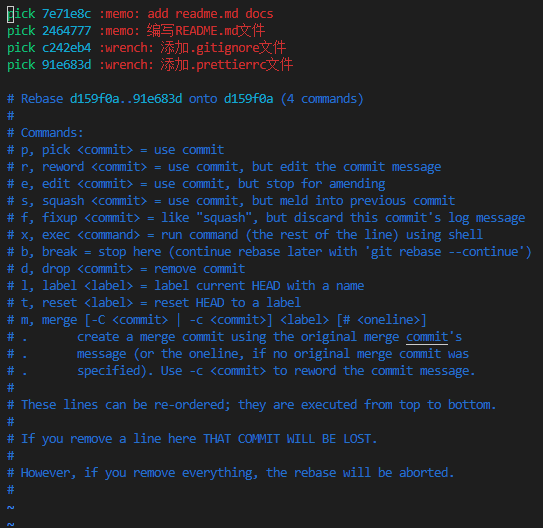 pick 7e71e8c :memo: add readme.md docs
pick 2464777 :memo: 编写README.md文件
pick c242eb4 :wrench: 添加.gitignore文件
pick 91e683d :wrench: 添加.prettierrc文件
# Rebase d159f0a..91e683d onto d159f0a (4 commands)
#
# Commands:
# p, pick <commit> = use commit
# r, reword <commit> = use commit, but edit the commit message
# e, edit <commit> = use commit, but stop for amending
# s, squash <commit> = use commit, but meld into previous commit
# f, fixup <commit> = like "squash", but discard this commit's log message
# x, exec <command> = run command (the rest of the line) using shell
# b, break = stop here (continue rebase later with 'git rebase --continue')
# d, drop <commit> = remove commit
# l, label <label> = label current HEAD with a name
# t, reset <label> = reset HEAD to a label
# m, merge [-C <commit> | -c <commit>] <label> [# <oneline>]
# .       create a merge commit using the original merge commit's
# .       message (or the oneline, if no original merge commit was
# .       specified). Use -c <commit> to reword the commit message.
#
# These lines can be re-ordered; they are executed from top to bottom.
#
# If you remove a line here THAT COMMIT WILL BE LOST.
#
# However, if you remove everything, the rebase will be aborted.
#
~
~